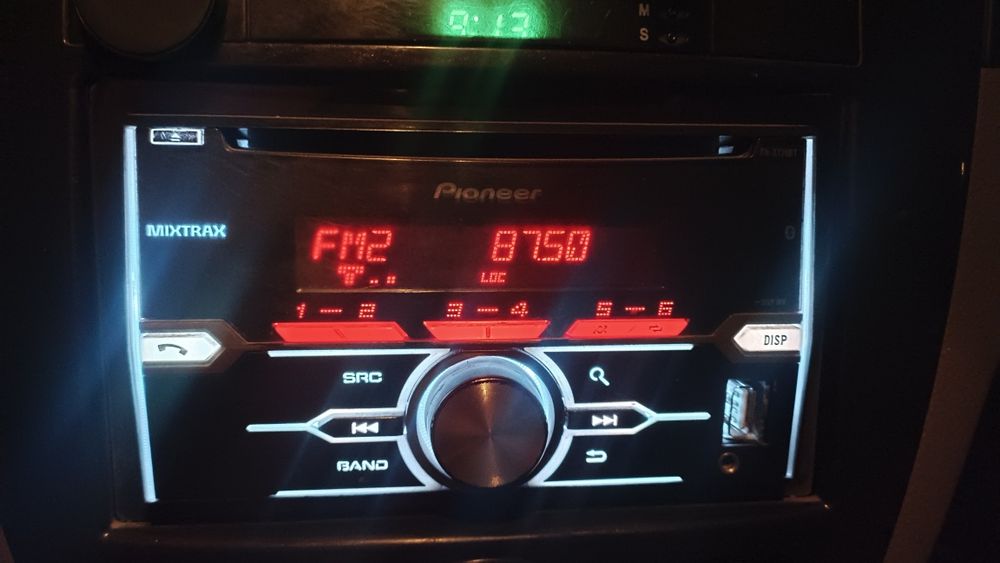 9:13
M
S
Pioneer
MIXTRAX
FM2 87.50
LOC
1 — 2 3 — 4 5 — 6
DISP
SRC
BAND